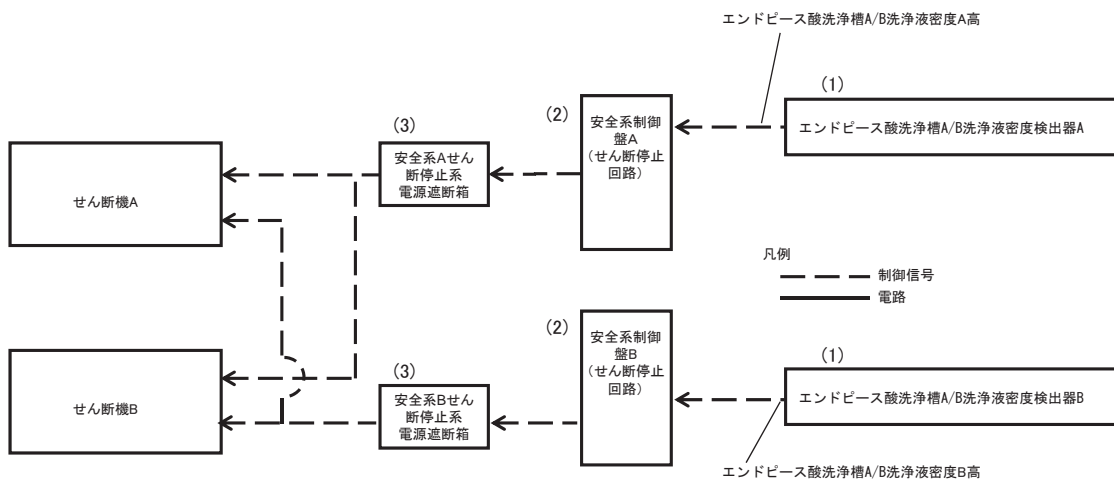 エンドピース酸洗浄槽A/B洗浄液密度A高
(1)
エンドピース酸洗浄槽A/B洗浄液密度検出器A
(2)
安全系制御
盤A
(せん断停止
回路)
(3)
安全系Aせん
断停止系
電源遮断箱
せん断機A
凡例
制御信号
電路
(2)
安全系制御
盤B
(せん断停止
回路)
(1)
エンドピース酸洗浄槽A/B洗浄液密度検出器B
(3)
安全系Bせん
断停止系
電源遮断箱
せん断機B
エンドピース酸洗浄槽A/B洗浄液密度B高